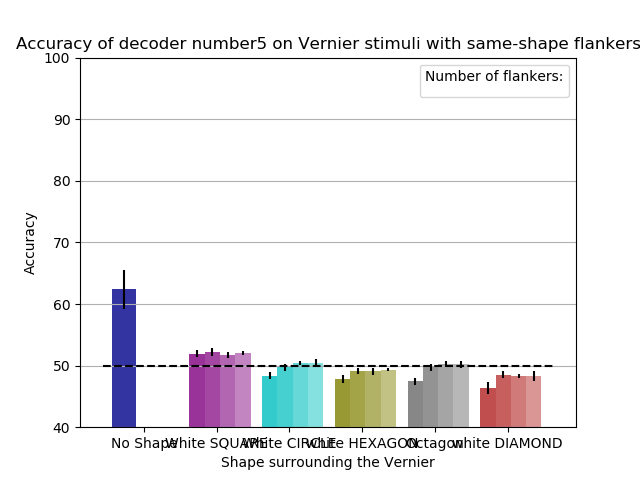 Accuracy of decoder number5 on Vernier stimuli with same-shape flankers
Number of flankers:
Accuracy
100
90
80
70
60
50
40
No Shape
White SQUARE
White CIRCLE
white HEXAGON
Octagon
white DIAMOND
Shape surrounding the Vernier